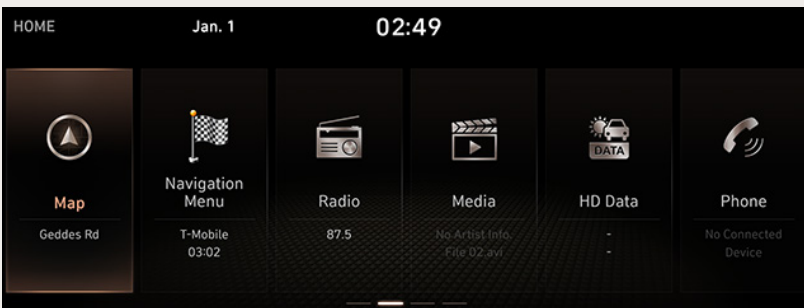 HOME
Jan. 1
02:49
Map
Geddes Rd
Navigation
Menu
T-Mobile
03:02
Radio
87.5
Media
No Artist Info.
File 02.avi
DATA
HD Data
-
-
Phone
No Connected
Device